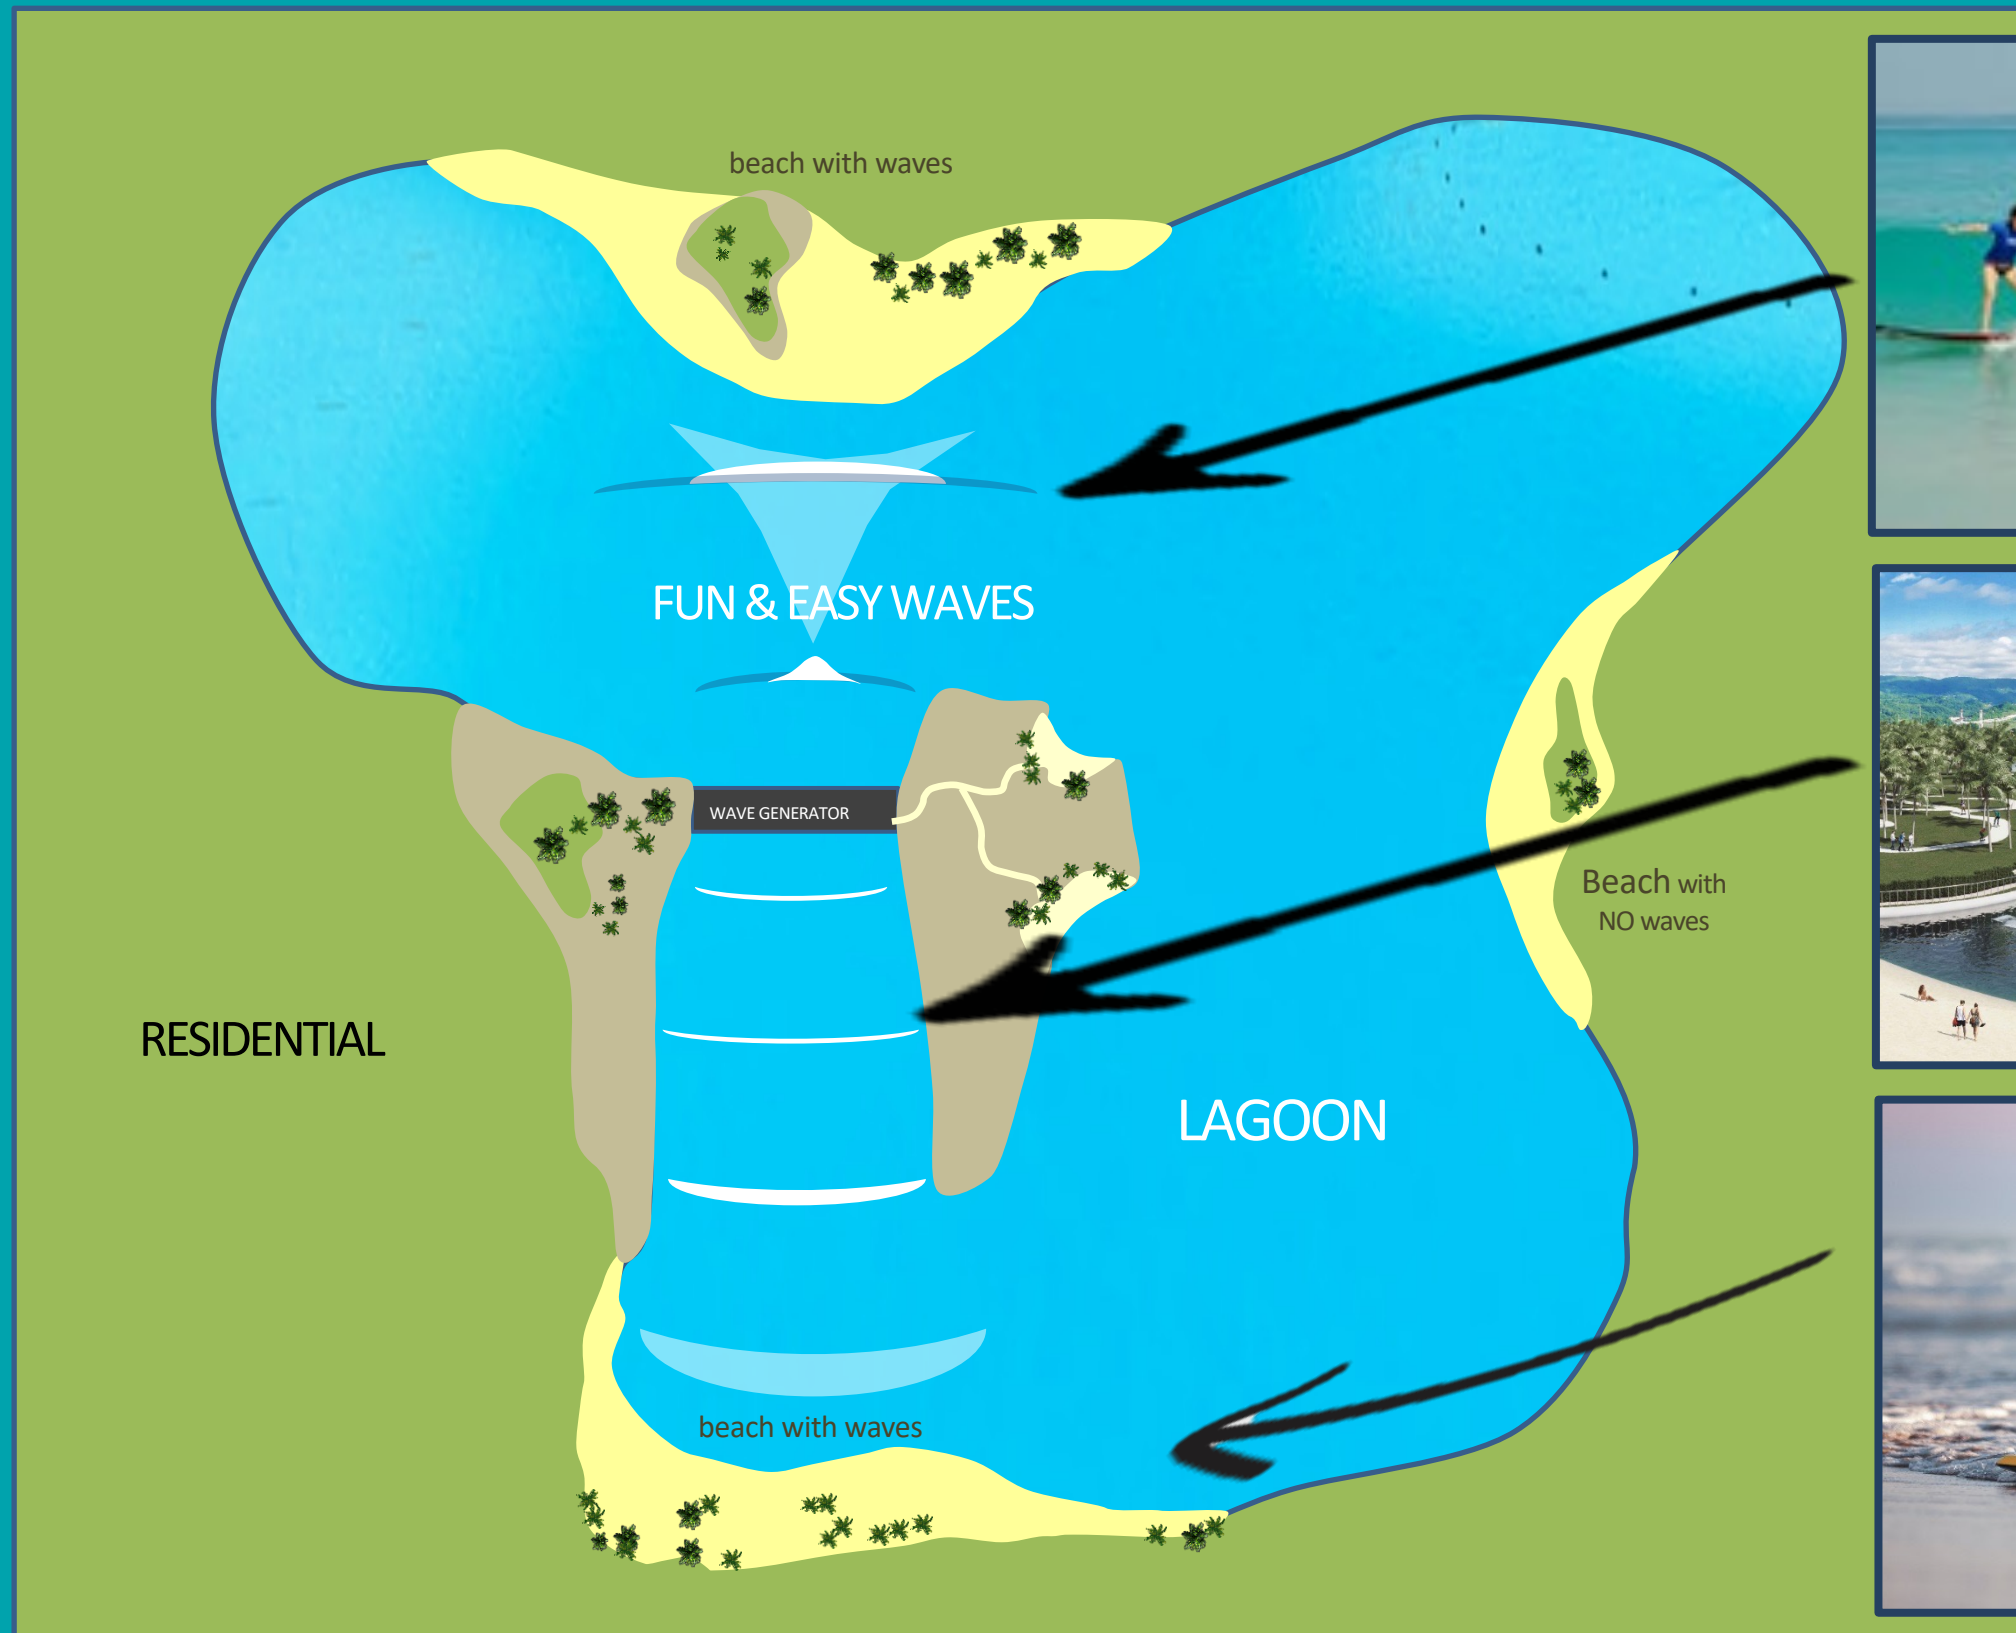 beach with waves
FUN & EASY WAVES
WAVE GENERATOR
Beach with
NO waves
RESIDENTIAL
LAGOON
beach with waves